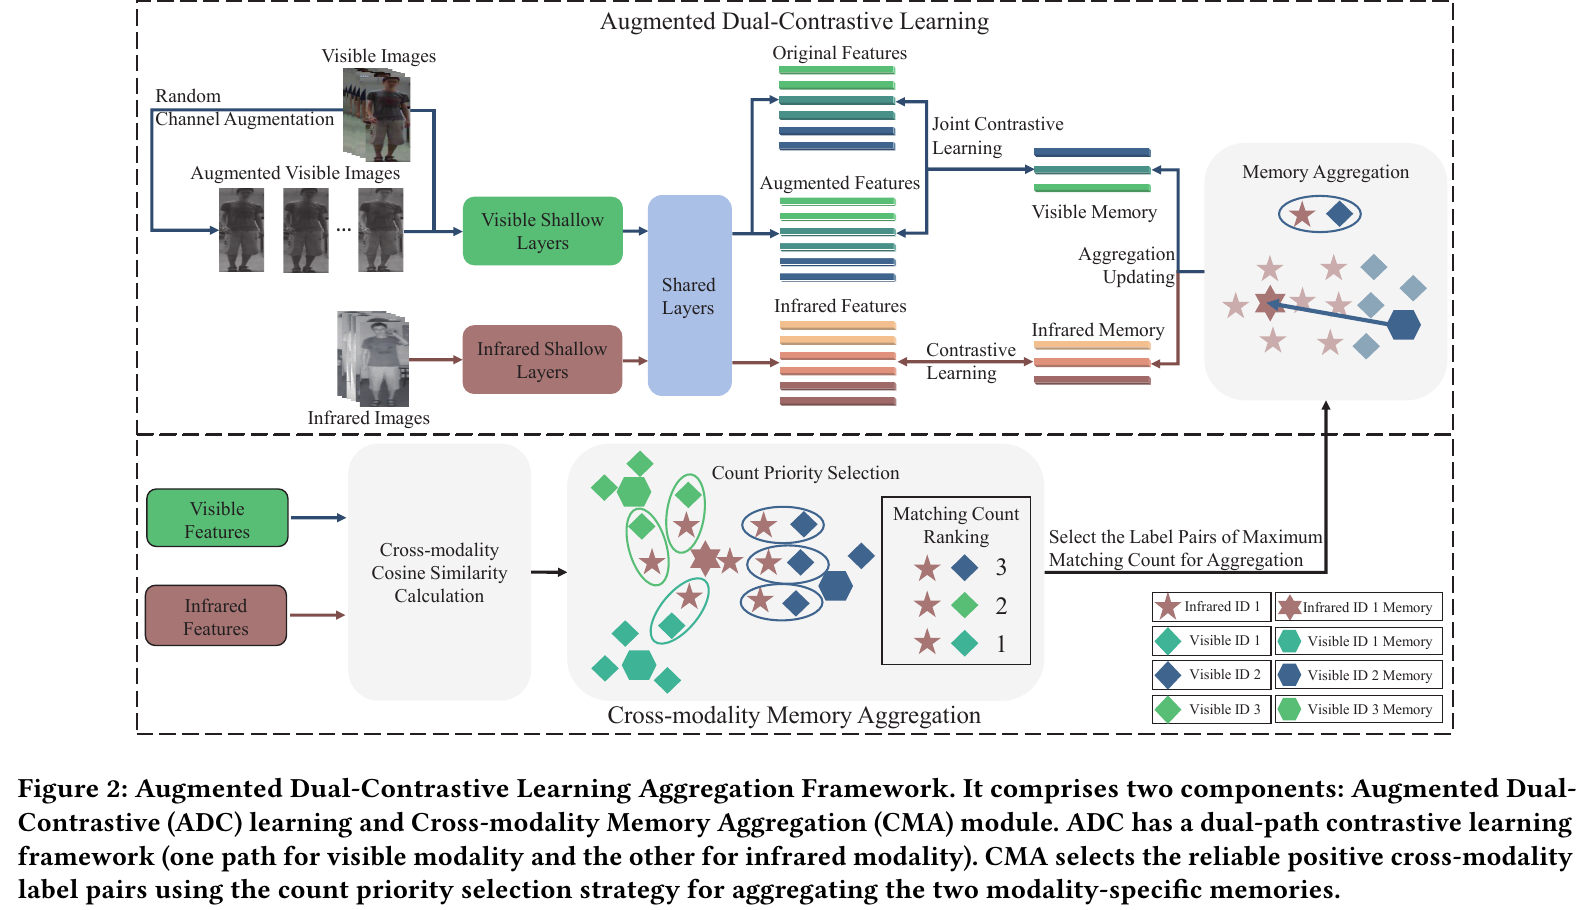 Augmented Dual-Contrastive Learning
Visible Images
Random
Channel Augmentation
Augmented Visible Images
...
Visible Shallow
Layers
Infrared Shallow
Layers
Infrared Images
Shared
Layers
Original Features
Augmented Features
Infrared Features
Joint Contrastive
Learning
Contrastive
Learning
Visible Memory
Aggregation
Updating
Infrared Memory
Memory Aggregation
Visible
Features
Infrared
Features
Cross-modality
Cosine Similarity
Calculation
Count Priority Selection
Matching Count
Ranking
3
2
1
Cross-modality Memory Aggregation
Select the Label Pairs of Maximum
Matching Count for Aggregation
Infrared ID 1
Infrared ID 1 Memory
Visible ID 1
Visible ID 1 Memory
Visible ID 2
Visible ID 2 Memory
Visible ID 3
Visible ID 3 Memory
Figure 2: Augmented Dual-Contrastive Learning Aggregation Framework. It comprises two components: Augmented Dual-
Contrastive (ADC) learning and Cross-modality Memory Aggregation (CMA) module. ADC has a dual-path contrastive learning
framework (one path for visible modality and the other for infrared modality). CMA selects the reliable positive cross-modality
label pairs using the count priority selection strategy for aggregating the two modality-specific memories.